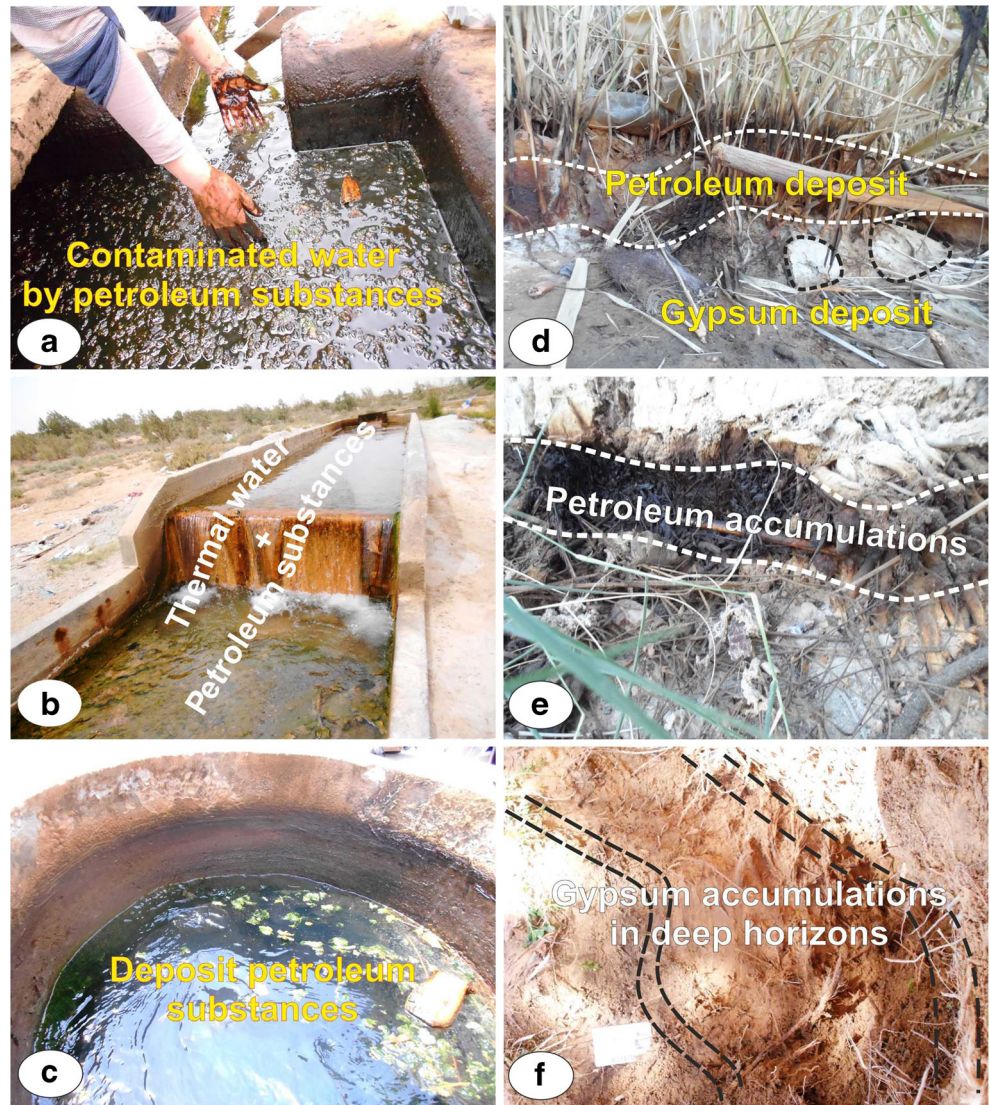 Contaminated water
by petroleum substances
a
Thermal water
+
Petroleum substances
b
Deposit petroleum
substances
c
Petroleum deposit
Gypsum deposit
d
Petroleum accumulations
e
Gypsum accumulations
in deep horizons
f